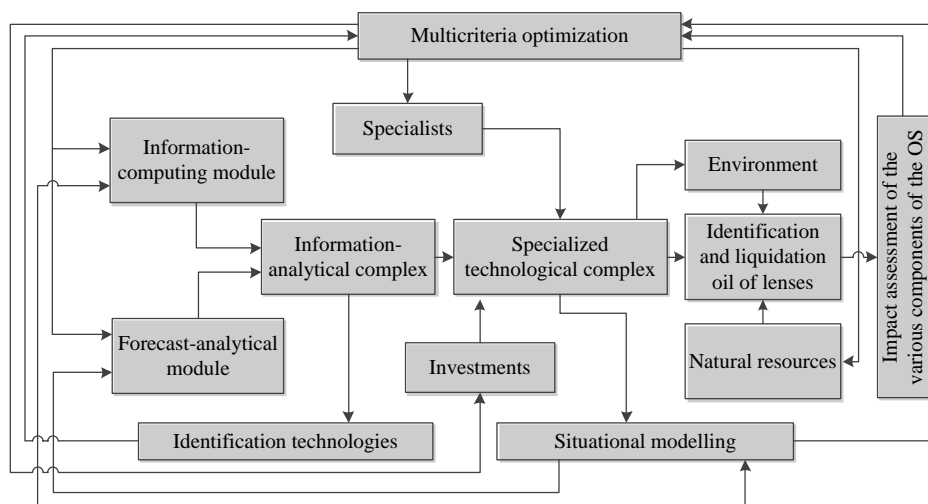 Multicriteria optimization
Specialists
Information-
computing module
Environment
Impact assessment of the
various components of the OS
Information-
analytical complex
Specialized
technological complex
Identification
and liquidation
oil of lenses
Forecast-analytical
module
Investments
Natural resources
Identification technologies
Situational modelling